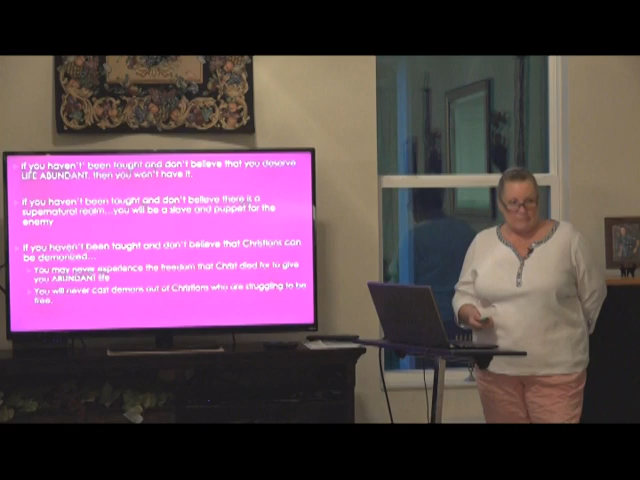 If you haven't been taught and don't believe that you deserve
LIFE ABUNDANT, then you won't have it.
If you haven't been taught and don't believe there is a
supernatural realm...you will be a slave and puppet for the
enemy
If you haven't been taught and don't believe that Christians can
be demonized...
You may never experience the freedom that Christ died for to give
you ABUNDANT life
You will never cast demons out of Christians who are struggling to be
free.